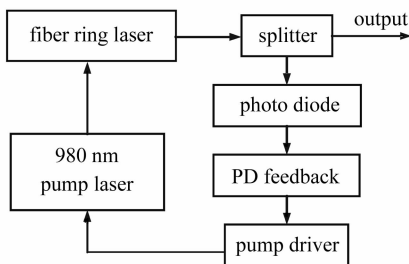 fiber ring laser
splitter
output
photo diode
980 nm
pump laser
PD feedback
pump driver